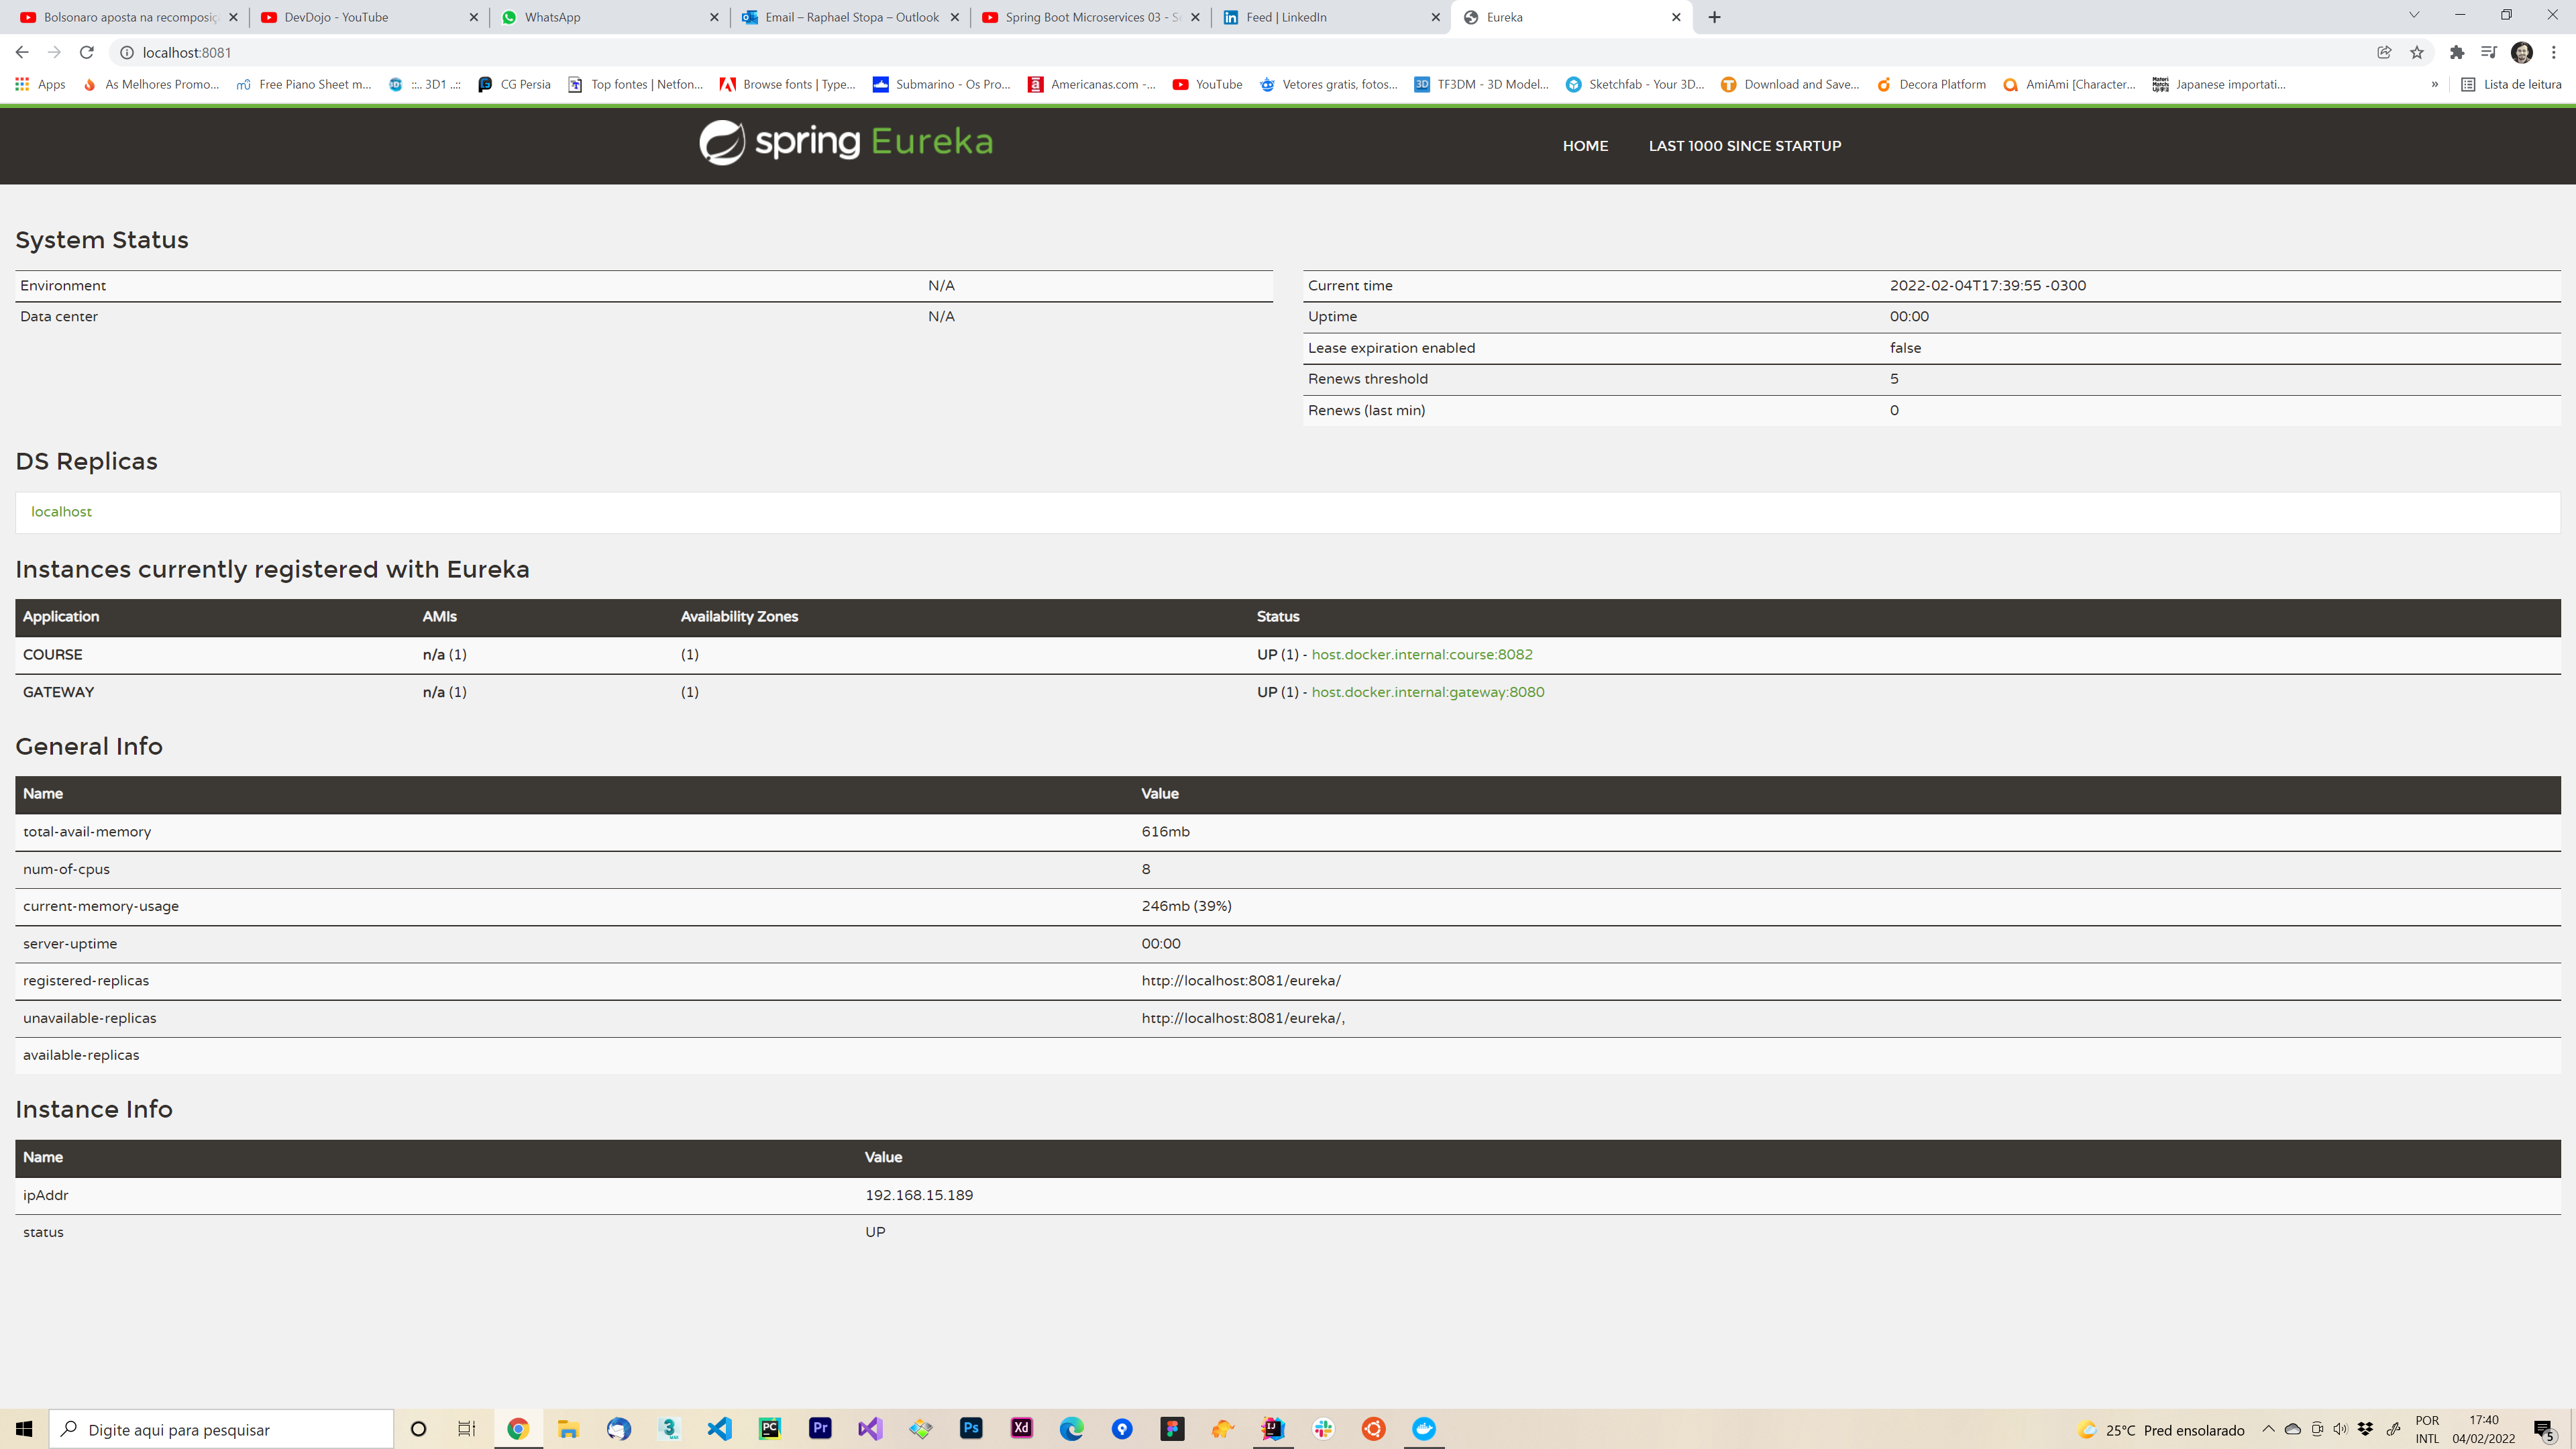 Bolsonaro aposta na recomposiç
DevDojo - YouTube
WhatsApp
Email – Raphael Stopa – Outlook
Spring Boot Microservices 03 - S
Feed | LinkedIn
Eureka
localhost:8081
Apps
As Melhores Promo...
Free Piano Sheet m...
::.. 3D1 ..::
CG Persia
Top fontes | Netfon...
Browse fonts | Type...
Submarino - Os Pro...
Americanas.com -...
YouTube
Vetores gratis, fotos...
TF3DM - 3D Model...
Sketchfab - Your 3D...
Download and Save...
Decora Platform
AmiAmi [Character...
Japanese importati...
»
Lista de leitura
spring Eureka
HOME
LAST 1000 SINCE STARTUP
System Status
Environment N/A
Data center N/A
Current time 2022-02-04T17:39:55 -0300
Uptime 00:00
Lease expiration enabled false
Renews threshold 5
Renews (last min) 0
DS Replicas
localhost
Instances currently registered with Eureka
Application AMIs Availability Zones Status
COURSE n/a (1) (1) UP (1) - host.docker.internal:course:8082
GATEWAY n/a (1) (1) UP (1) - host.docker.internal:gateway:8080
General Info
Name Value
total-avail-memory 616mb
num-of-cpus 8
current-memory-usage 246mb (39%)
server-uptime 00:00
registered-replicas http://localhost:8081/eureka/
unavailable-replicas http://localhost:8081/eureka/,
available-replicas
Instance Info
Name Value
ipAddr 192.168.15.189
status UP
Digite aqui para pesquisar
25°C Pred ensolarado
POR
INTL
17:40
04/02/2022
5